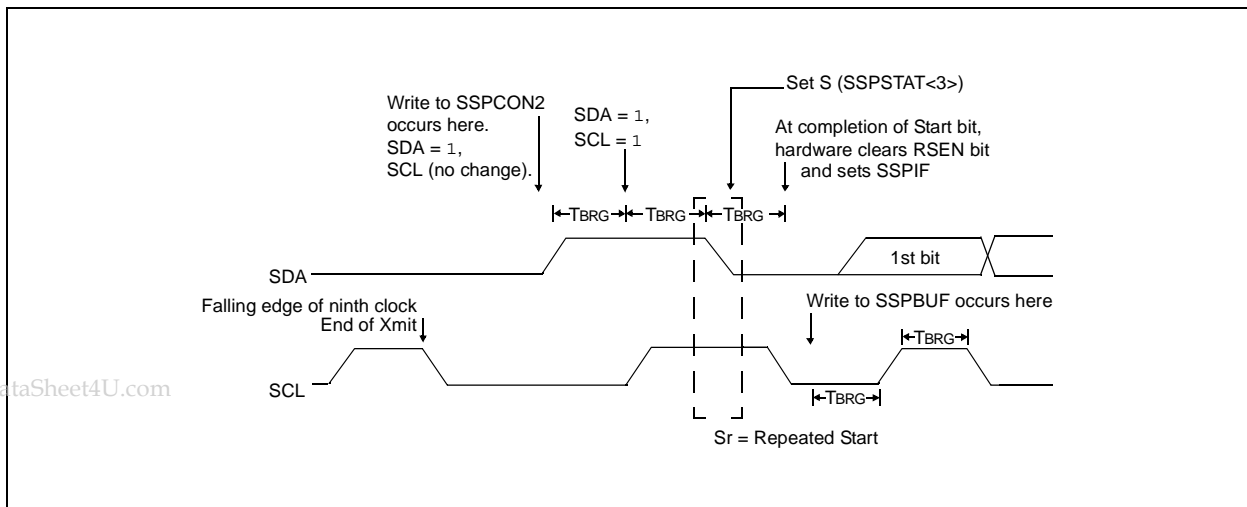 Set S (SSPSTAT<3>)
Write to SSPCON2
occurs here.
SDA = 1,
SCL (no change).
SDA = 1,
SCL = 1
At completion of Start bit,
hardware clears RSEN bit
and sets SSPIF
TBRG
TBRG
TBRG
SDA
1st bit
Falling edge of ninth clock
End of Xmit
Write to SSPBUF occurs here
TBRG
SCL
TBRG
Sr = Repeated Start
ataSheet4U.com